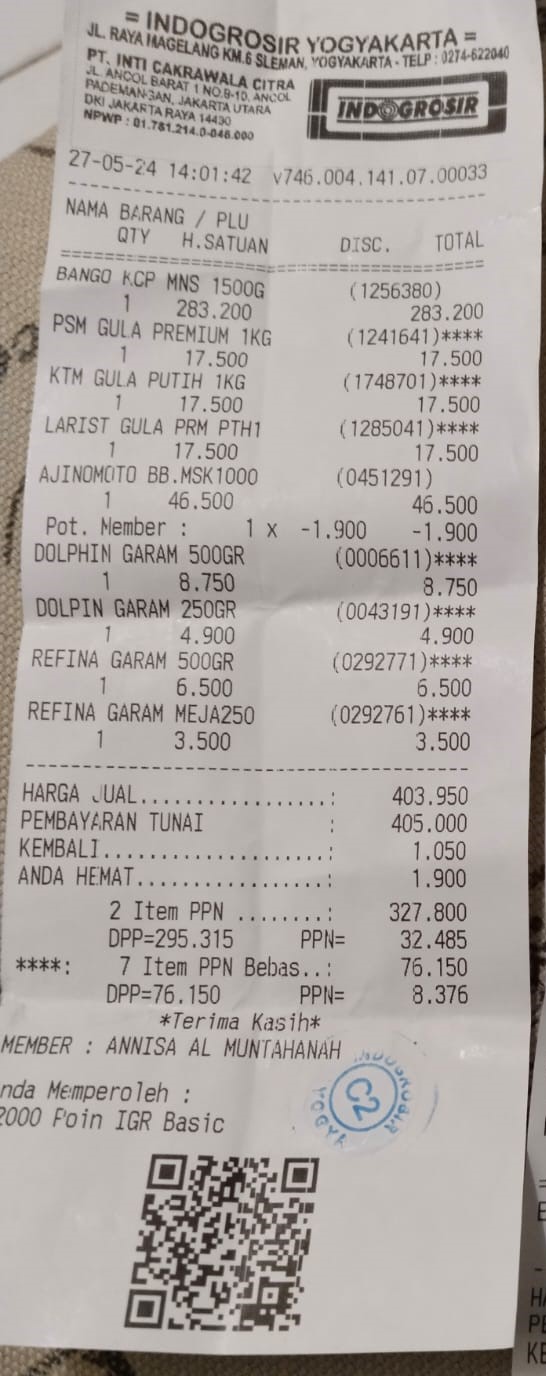 = INDOGROSIR YOGYAKARTA =
JL. RAYA MAGELANG KM.6 SLEMAN, YOGYAKARTA - TELP : 0274-622040
PT. INTI CAKRAWALA CITRA
JL. ANCOL BARAT 1 NO.9-10, ANCOL
PADEMANGAN, JAKARTA UTARA
DKI JAKARTA RAYA 14430
NPWP : 01.781.214.0-046.000
INDOGROSIR
27-05-24 14:01:42 v746.004.141.07.00033
NAMA BARANG / PLU
QTY H.SATUAN DISC. TOTAL
BANGO KCP MNS 1500G (1256380)
1 283.200 283.200
PSM GULA PREMIUM 1KG (1241641)****
1 17.500 17.500
KTM GULA PUTIH 1KG (1748701)****
1 17.500 17.500
LARIST GULA PRM PTH1 (1285041)****
1 17.500 17.500
AJINOMOTO BB.MSK1000 (0451291)
1 46.500 46.500
Pot. Member : 1 x -1.900 -1.900
DOLPHIN GARAM 500GR (0006611)****
1 8.750 8.750
DOLPIN GARAM 250GR (0043191)****
1 4.900 4.900
REFINA GARAM 500GR (0292771)****
1 6.500 6.500
REFINA GARAM MEJA250 (0292761)****
1 3.500 3.500
HARGA JUAL.................: 403.950
PEMBAYARAN TUNAI : 405.000
KEMBALI....................: 1.050
ANDA HEMAT.................: 1.900
2 Item PPN ........: 327.800
DPP=295.315 PPN= 32.485
****: 7 Item PPN Bebas..: 76.150
DPP=76.150 PPN= 8.376
*Terima Kasih*
MEMBER : ANNISA AL MUNTAHANAH
nda Memperoleh :
2000 Poin IGR Basic
INDOGROSIR
C2
YOGYA